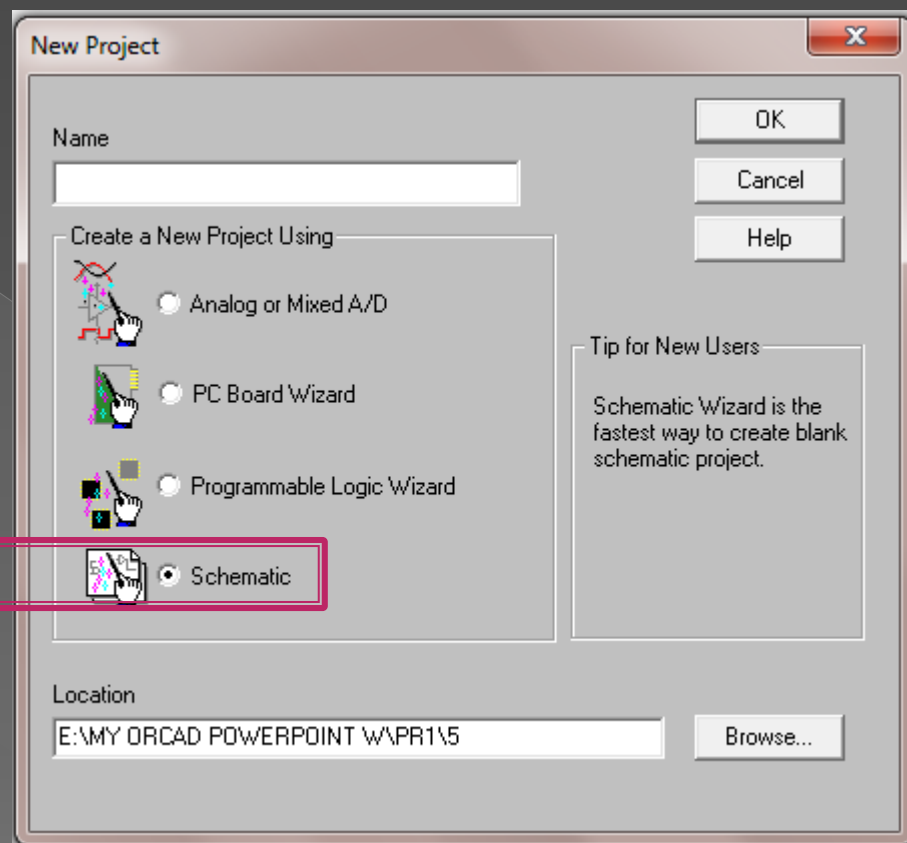 New Project
Name
OK
Cancel
Help
Create a New Project Using
Analog or Mixed A/D
PC Board Wizard
Programmable Logic Wizard
Schematic
Tip for New Users
Schematic Wizard is the
fastest way to create blank
schematic project.
Location
E:\MY ORCAD POWERPOINT W\PR1\5
Browse...